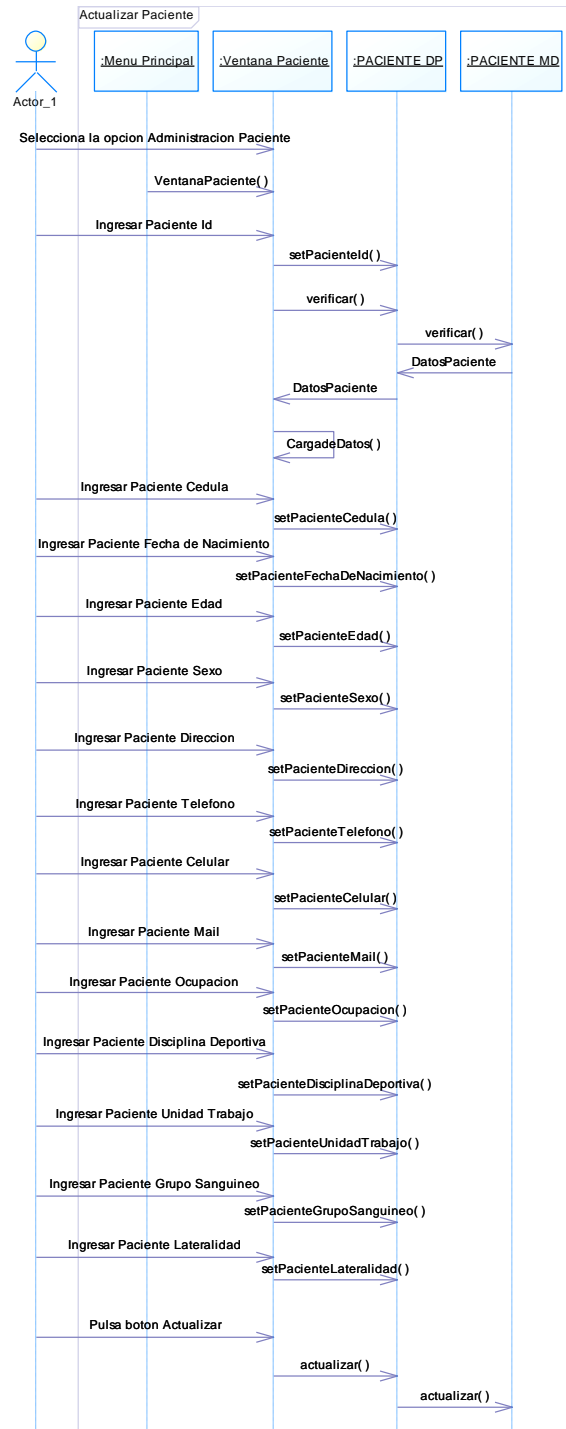 Actualizar Paciente
:Menu Principal
:Ventana Paciente
:PACIENTE DP
:PACIENTE MD
Actor_1
Selecciona la opcion Administracion Paciente
VentanaPaciente( )
Ingresar Paciente Id
setPacienteId( )
verificar( )
verificar( )
DatosPaciente
DatosPaciente
CargadeDatos( )
Ingresar Paciente Cedula
setPacienteCedula( )
Ingresar Paciente Fecha de Nacimiento
setPacienteFechaDeNacimiento( )
Ingresar Paciente Edad
setPacienteEdad( )
Ingresar Paciente Sexo
setPacienteSexo( )
Ingresar Paciente Direccion
setPacienteDireccion( )
Ingresar Paciente Telefono
setPacienteTelefono( )
Ingresar Paciente Celular
setPacienteCelular( )
Ingresar Paciente Mail
setPacienteMail( )
Ingresar Paciente Ocupacion
setPacienteOcupacion( )
Ingresar Paciente Disciplina Deportiva
setPacienteDisciplinaDeportiva( )
Ingresar Paciente Unidad Trabajo
setPacienteUnidadTrabajo( )
Ingresar Paciente Grupo Sanguineo
setPacienteGrupoSanguineo( )
Ingresar Paciente Lateralidad
setPacienteLateralidad( )
Pulsa boton Actualizar
actualizar( )
actualizar( )